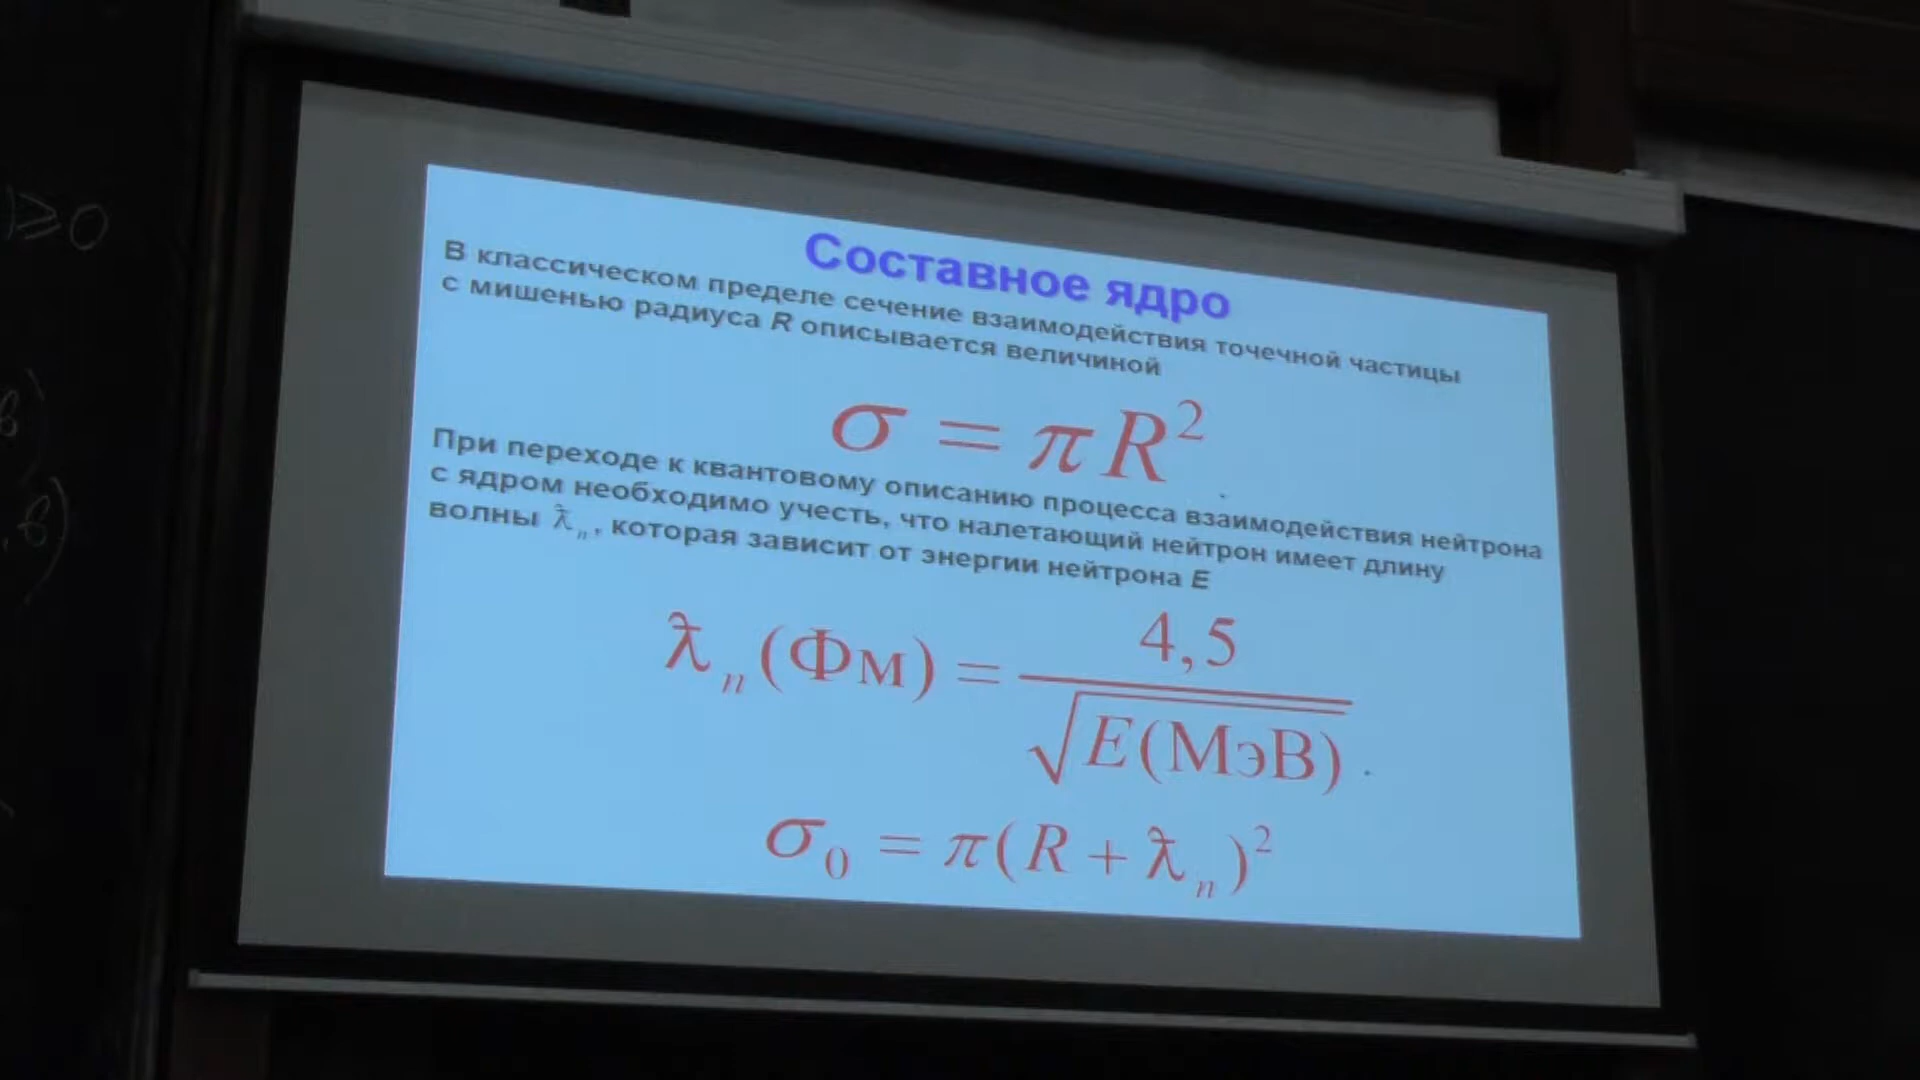 Составное ядро
В классическом пределе сечение взаимодействия точечной частицы
с мишенью радиуса R описывается величиной
σ = πR²
При переходе к квантовому описанию процесса взаимодействия нейтрона
с ядром необходимо учесть, что налетающий нейтрон имеет длину
волны ƛₙ, которая зависит от энергии нейтрона E
ƛₙ(Фм) = 4,5 / √E(МэВ) .
σ₀ = π(R + ƛₙ)²
⩾0